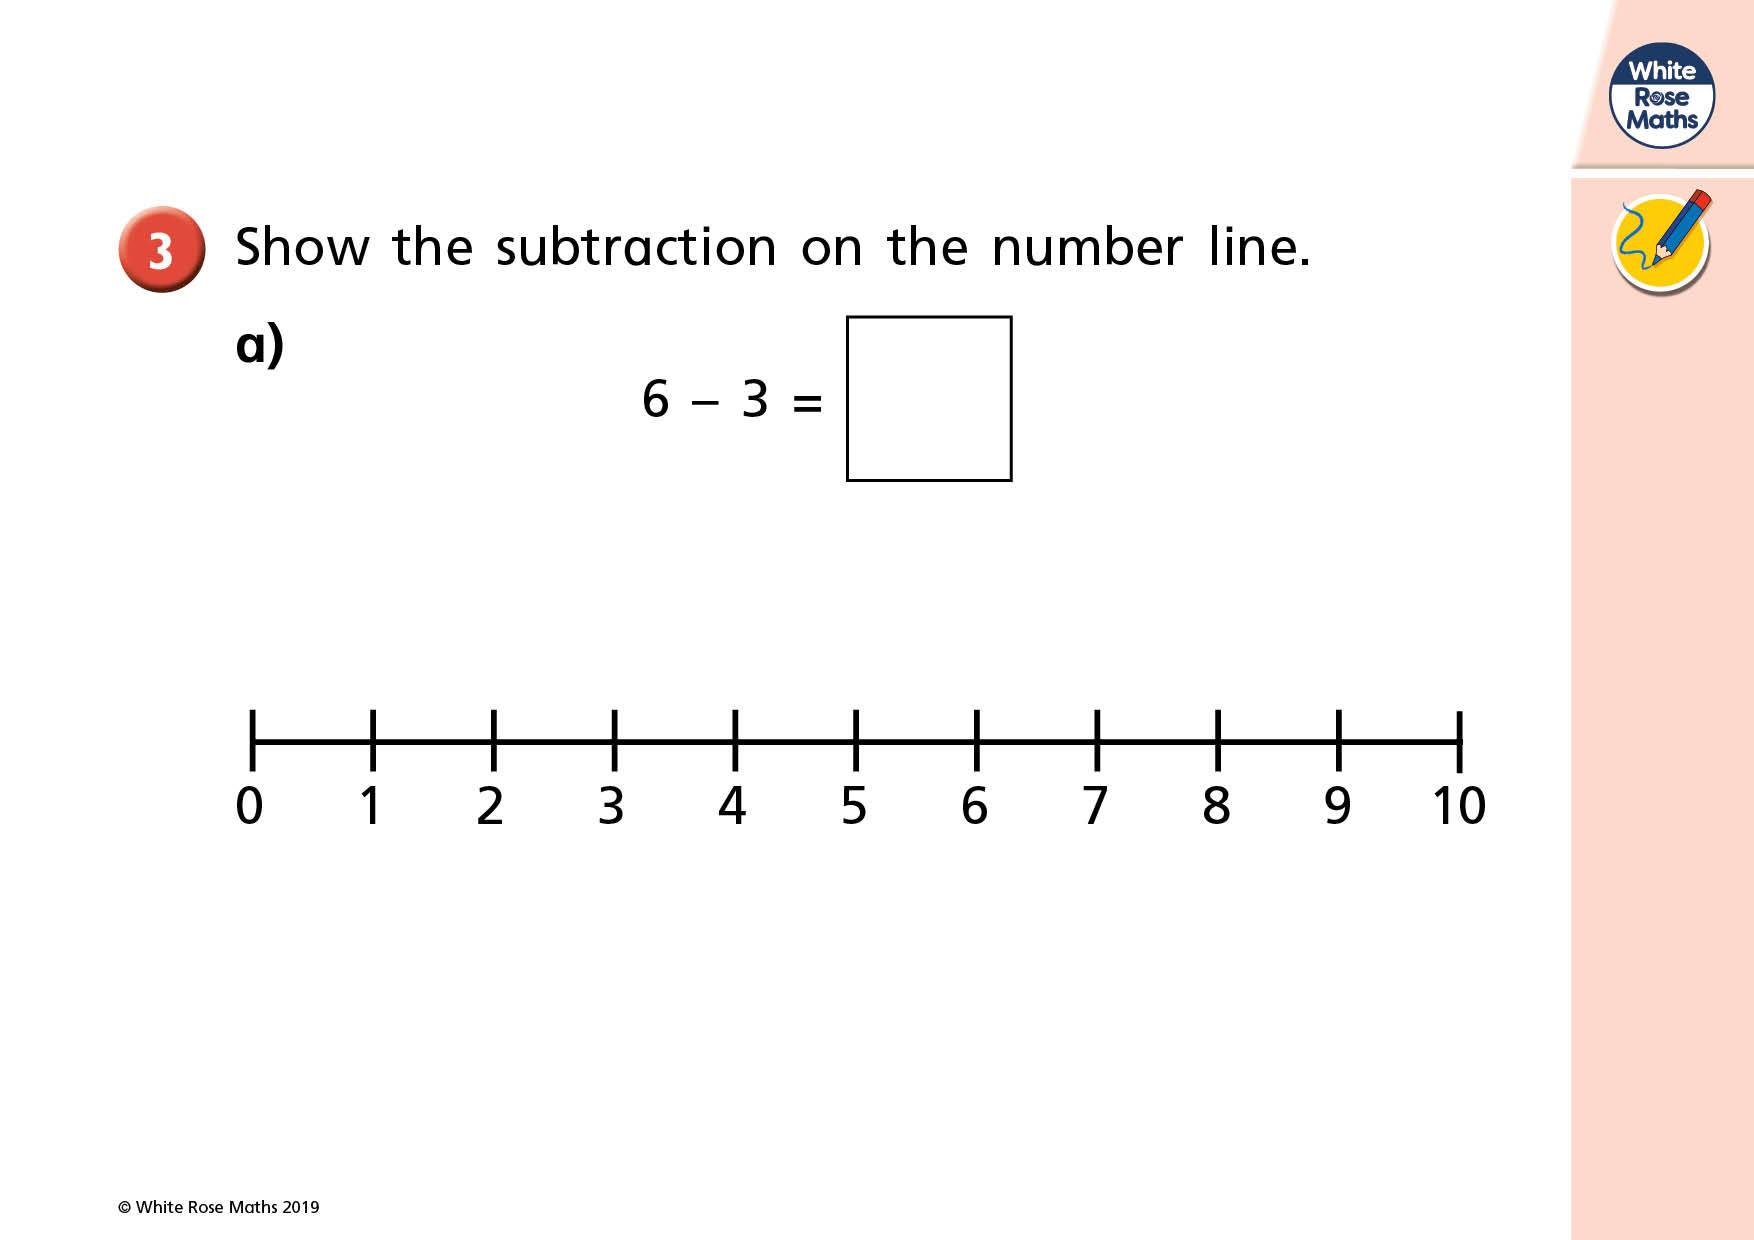 White
Rose
Maths
3 Show the subtraction on the number line.
a)
6 – 3 =
0 1 2 3 4 5 6 7 8 9 10
© White Rose Maths 2019